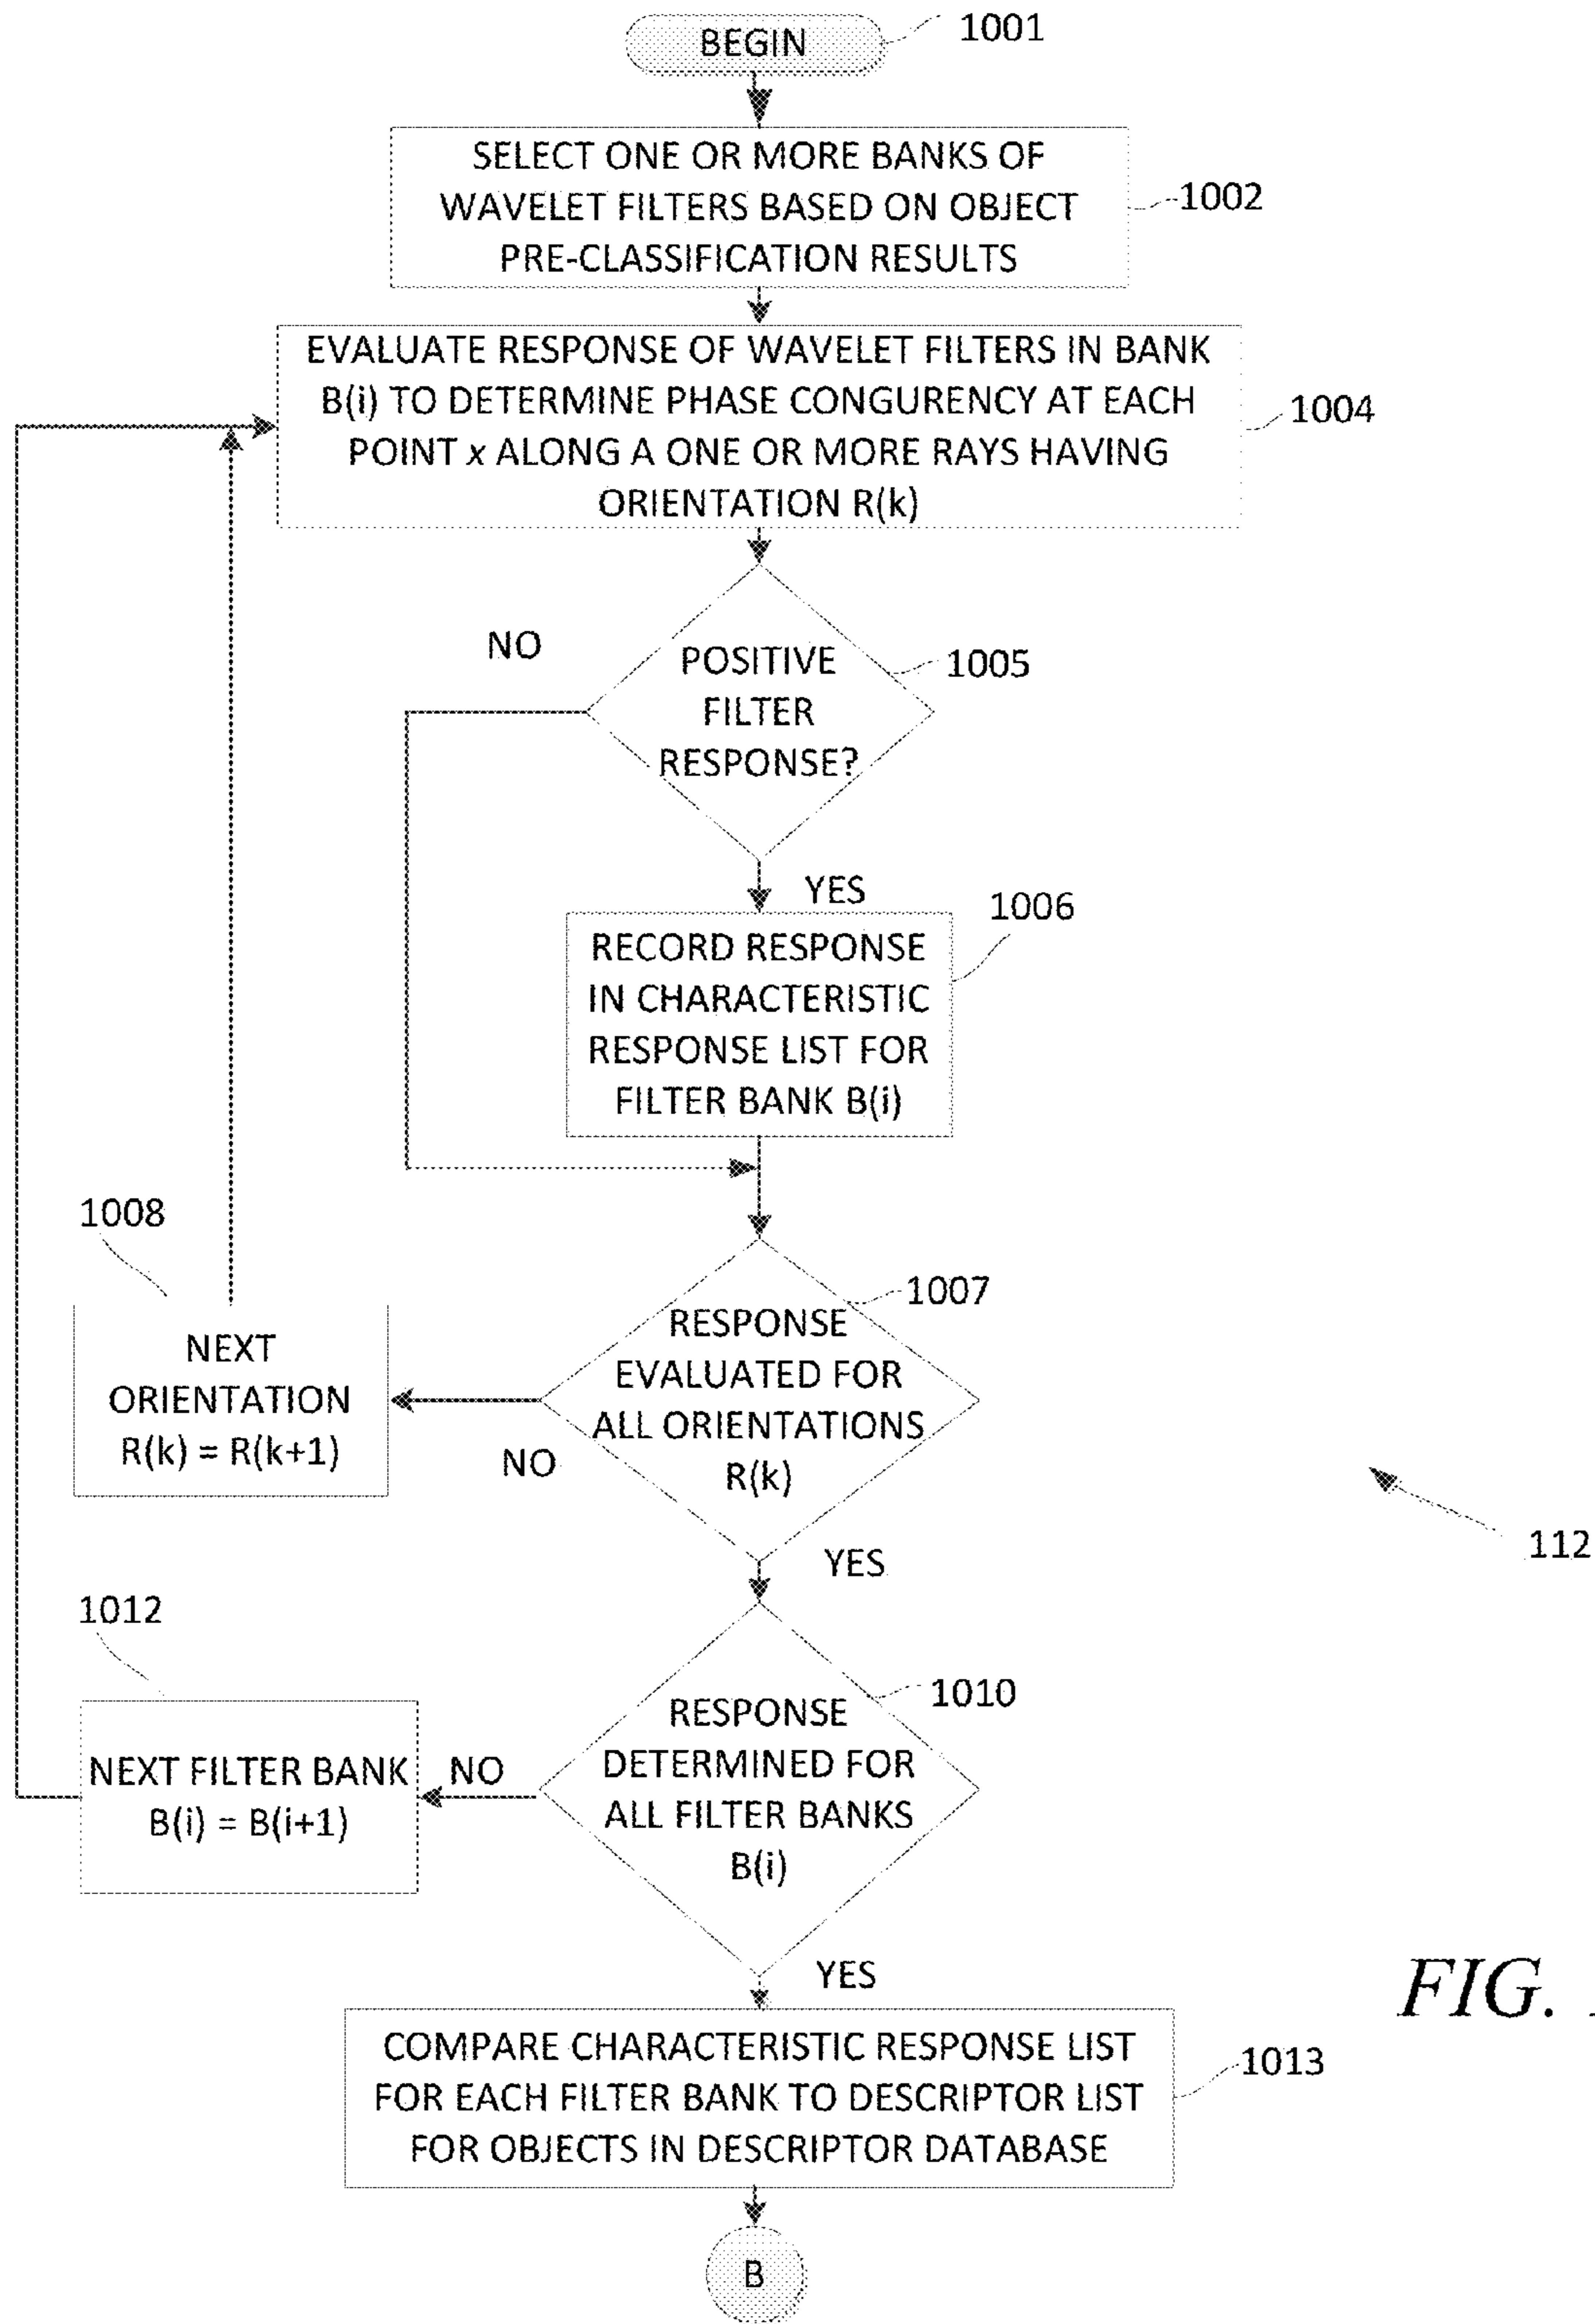 BEGIN
1001
SELECT ONE OR MORE BANKS OF
WAVELET FILTERS BASED ON OBJECT
PRE-CLASSIFICATION RESULTS
1002
EVALUATE RESPONSE OF WAVELET FILTERS IN BANK
B(i) TO DETERMINE PHASE CONGURENCY AT EACH
POINT x ALONG A ONE OR MORE RAYS HAVING
ORIENTATION R(k)
1004
NO
POSITIVE
FILTER
RESPONSE?
1005
YES
RECORD RESPONSE
IN CHARACTERISTIC
RESPONSE LIST FOR
FILTER BANK B(i)
1006
1008
NEXT
ORIENTATION
R(k) = R(k+1)
NO
RESPONSE
EVALUATED FOR
ALL ORIENTATIONS
R(k)
1007
112
YES
1012
NEXT FILTER BANK
B(i) = B(i+1)
NO
RESPONSE
DETERMINED FOR
ALL FILTER BANKS
B(i)
1010
YES
FIG.
COMPARE CHARACTERISTIC RESPONSE LIST
FOR EACH FILTER BANK TO DESCRIPTOR LIST
FOR OBJECTS IN DESCRIPTOR DATABASE
1013
B